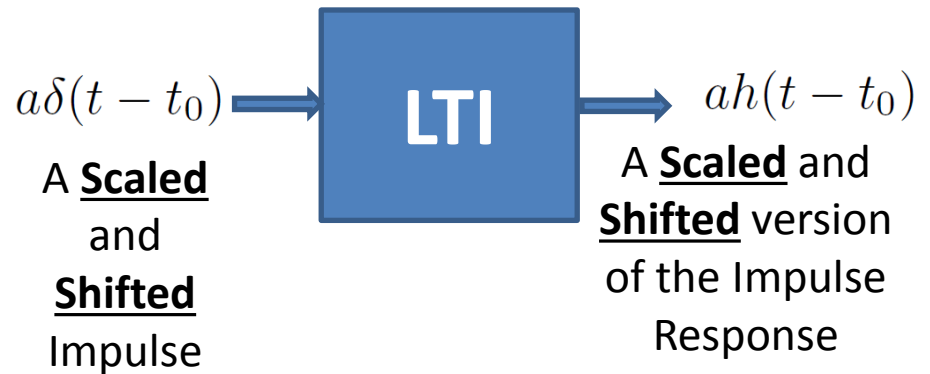 aδ(t − t₀)
A Scaled
and
Shifted
Impulse
LTI
ah(t − t₀)
A Scaled and
Shifted version
of the Impulse
Response